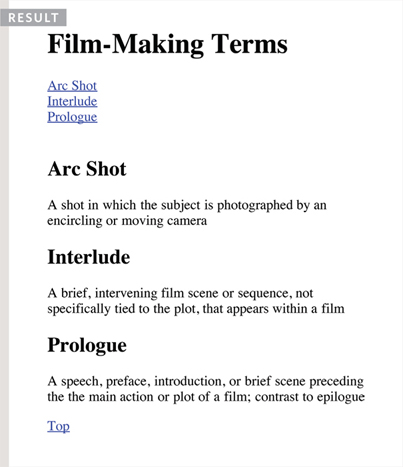 RESULT
Film-Making Terms
Arc Shot
Interlude
Prologue
Arc Shot
A shot in which the subject is photographed by an
encircling or moving camera
Interlude
A brief, intervening film scene or sequence, not
specifically tied to the plot, that appears within a film
Prologue
A speech, preface, introduction, or brief scene preceding
the the main action or plot of a film; contrast to epilogue
Top